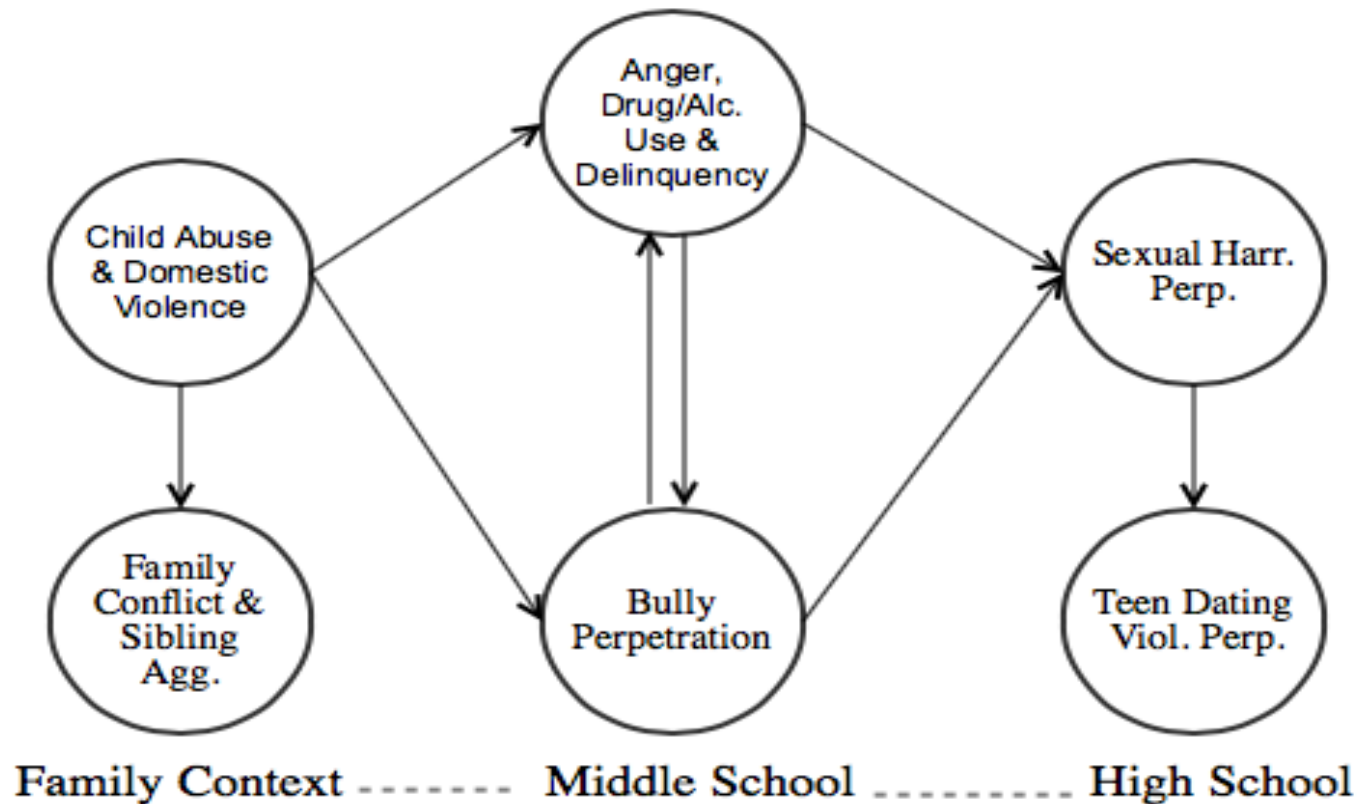 Anger,
Drug/Alc.
Use &
Delinquency
Child Abuse
& Domestic
Violence
Sexual Harr.
Perp.
Family
Conflict &
Sibling
Agg.
Bully
Perpetration
Teen Dating
Viol. Perp.
Family Context ----- Middle School ----- High School